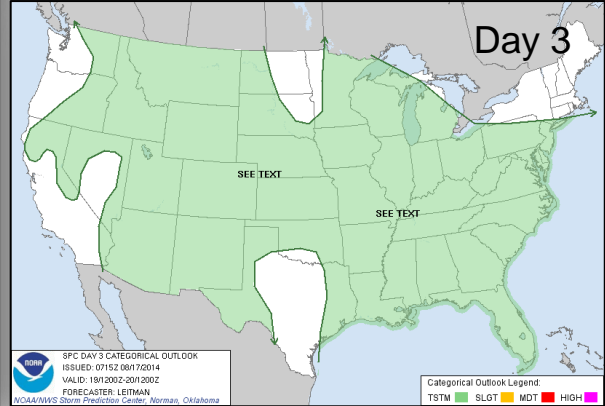 Day 3
SEE TEXT
SEE TEXT
NOAA
SPC DAY 3 CATEGORICAL OUTLOOK
ISSUED: 0715Z 08/17/2014
VALID: 19/1200Z-20/1200Z
FORECASTER: LEITMAN
NOAA/NWS Storm Prediction Center, Norman, Oklahoma
Categorical Outlook Legend:
TSTM SLGT MDT HIGH